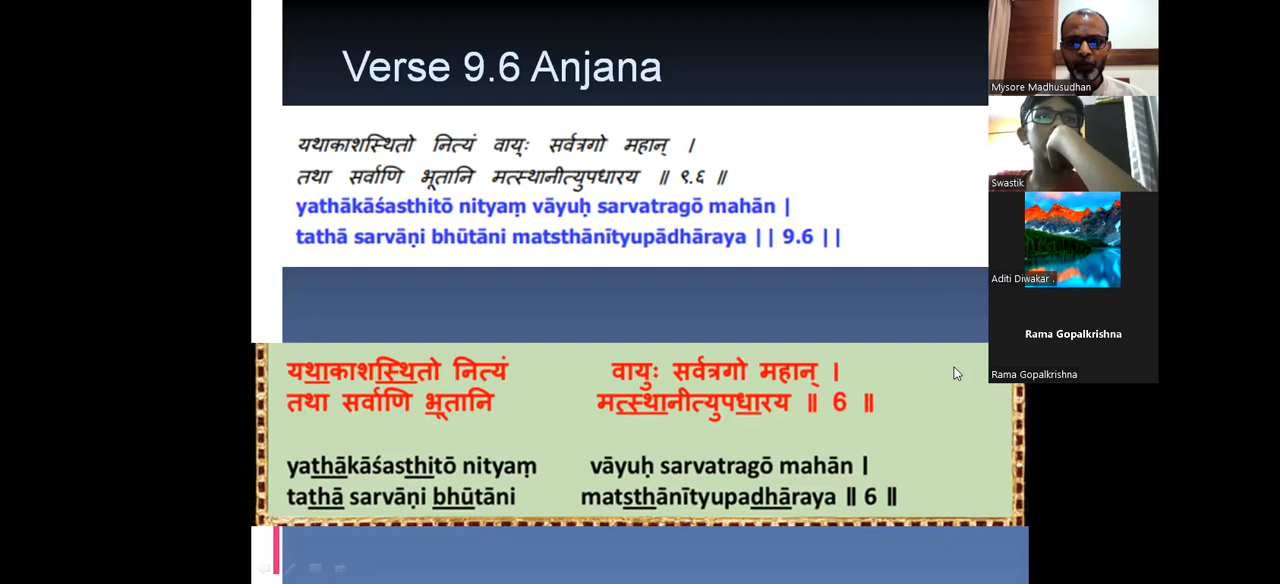 Verse 9.6 Anjana
यथाकाशस्थितो नित्यं वायुः सर्वत्रगो महान् ।
तथा सर्वाणि भूतानि मत्स्थानीत्युपधारय ॥ ९.६ ॥
yathākāśasthitō nityaṃ vāyuḥ sarvatragō mahān |
tathā sarvāṇi bhūtāni matsthānītyupādhāraya || 9.6 ||
यथाकाशस्थितो नित्यं वायुः सर्वत्रगो महान् ।
तथा सर्वाणि भूतानि मत्स्थानीत्युपधारय ॥ 6 ॥
yathākāśasthitō nityaṃ vāyuḥ sarvatragō mahān |
tathā sarvāṇi bhūtāni matsthānītyupadhāraya ॥ 6 ॥
Mysore Madhusudhan
Swastik
Aditi Diwakar .
Rama Gopalkrishna
Rama Gopalkrishna